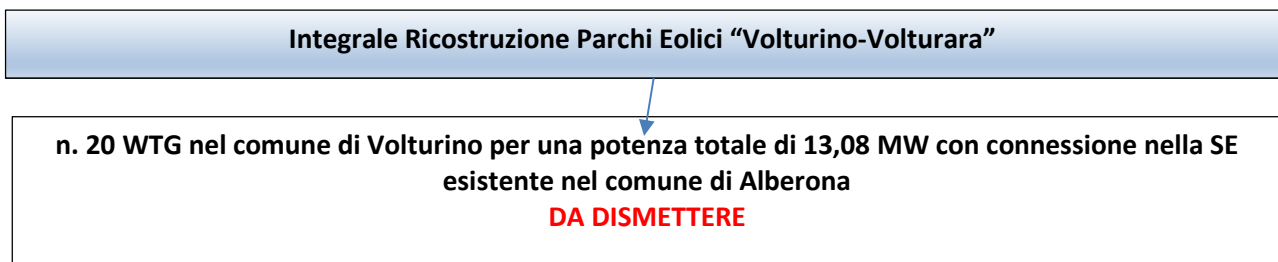 Integrale Ricostruzione Parchi Eolici “Volturino-Volturara”
n. 20 WTG nel comune di Volturino per una potenza totale di 13,08 MW con connessione nella SE
esistente nel comune di Alberona
DA DISMETTERE